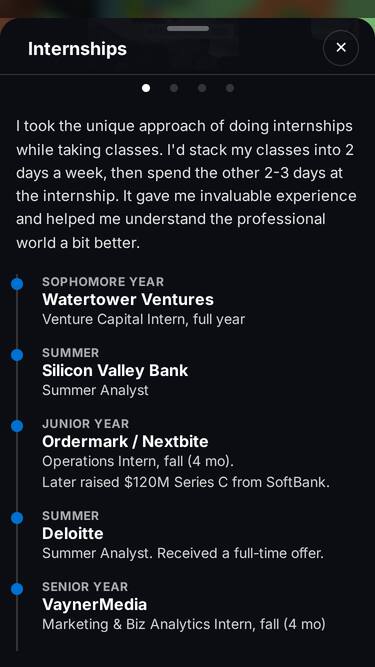 Internships
I took the unique approach of doing internships
while taking classes. I'd stack my classes into 2
days a week, then spend the other 2-3 days at
the internship. It gave me invaluable experience
and helped me understand the professional
world a bit better.
SOPHOMORE YEAR
Watertower Ventures
Venture Capital Intern, full year
SUMMER
Silicon Valley Bank
Summer Analyst
JUNIOR YEAR
Ordermark / Nextbite
Operations Intern, fall (4 mo).
Later raised $120M Series C from SoftBank.
SUMMER
Deloitte
Summer Analyst. Received a full-time offer.
SENIOR YEAR
VaynerMedia
Marketing & Biz Analytics Intern, fall (4 mo)